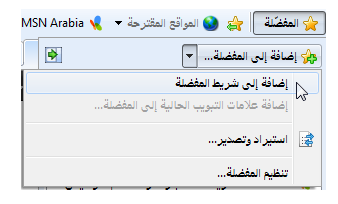 المفضلة المواقع المقترحة MSN Arabia
إضافة إلى المفضلة...
إضافة إلى شريط المفضلة
إضافة علامات التبويب الحالية إلى المفضلة...
استيراد وتصدير...
تنظيم المفضلة...